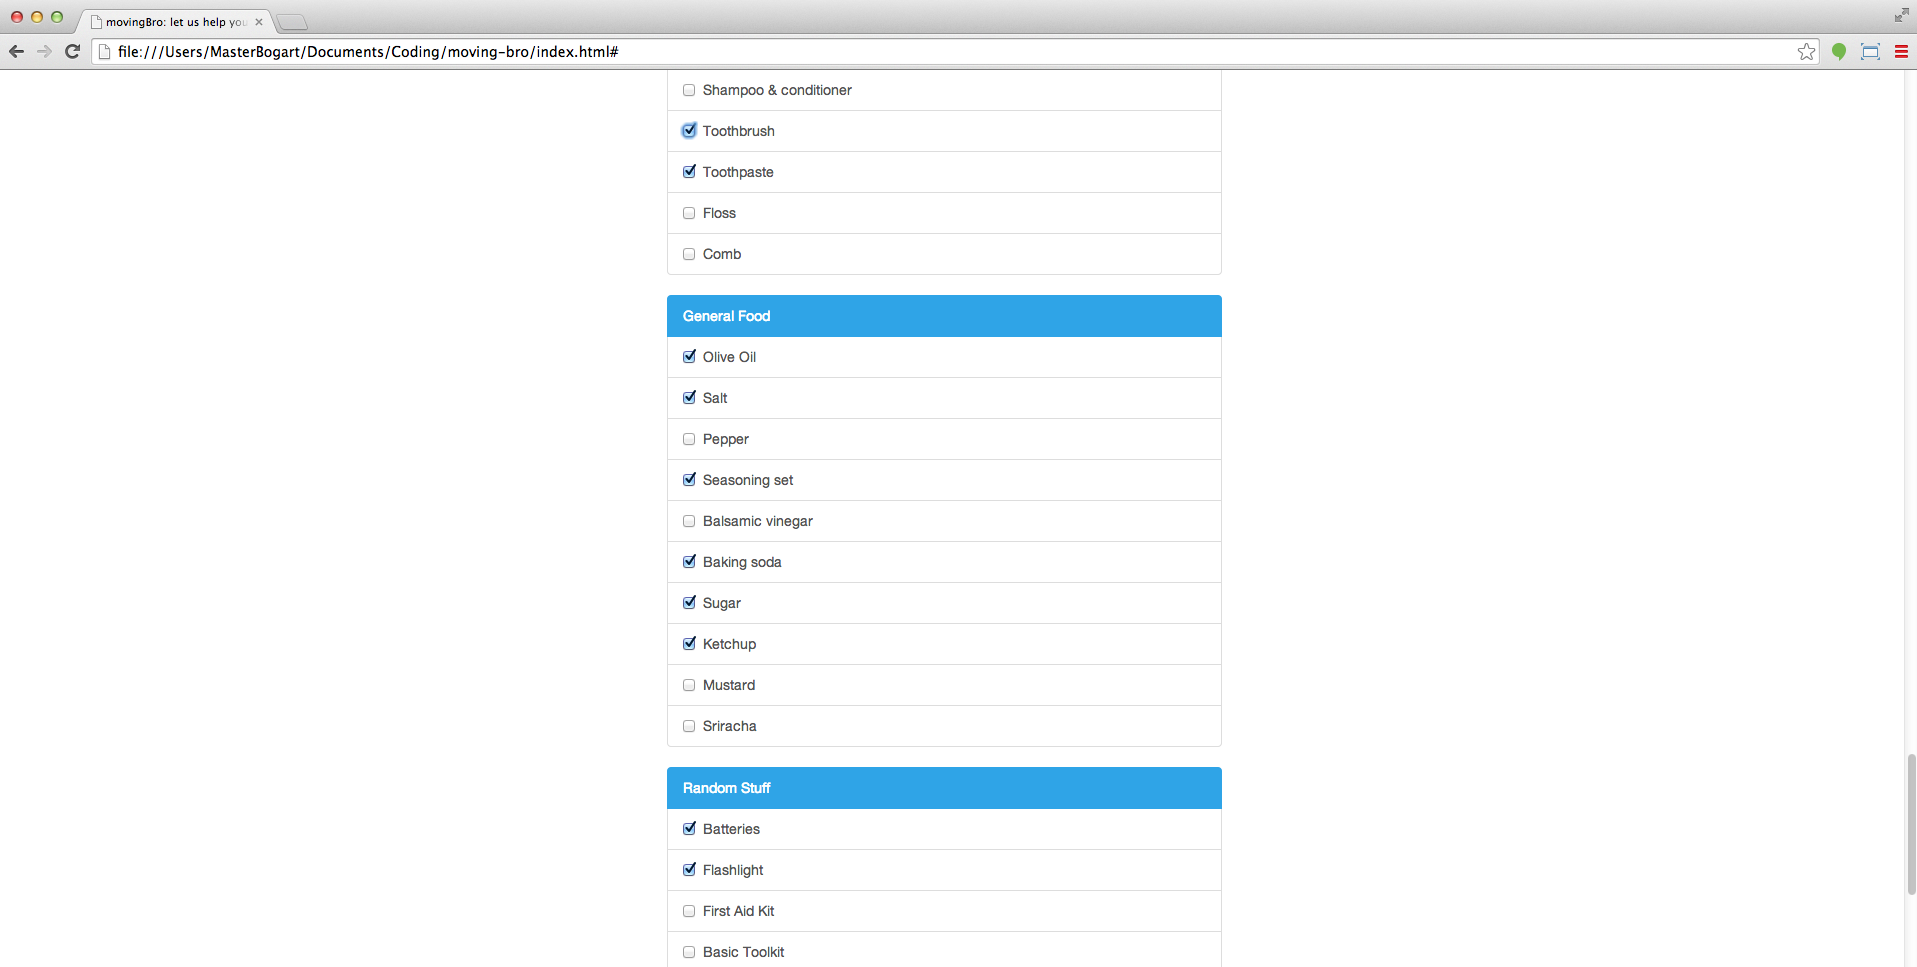 movingBro: let us help you
file:///Users/MasterBogart/Documents/Coding/moving-bro/index.html#
Shampoo & conditioner
Toothbrush
Toothpaste
Floss
Comb
General Food
Olive Oil
Salt
Pepper
Seasoning set
Balsamic vinegar
Baking soda
Sugar
Ketchup
Mustard
Sriracha
Random Stuff
Batteries
Flashlight
First Aid Kit
Basic Toolkit